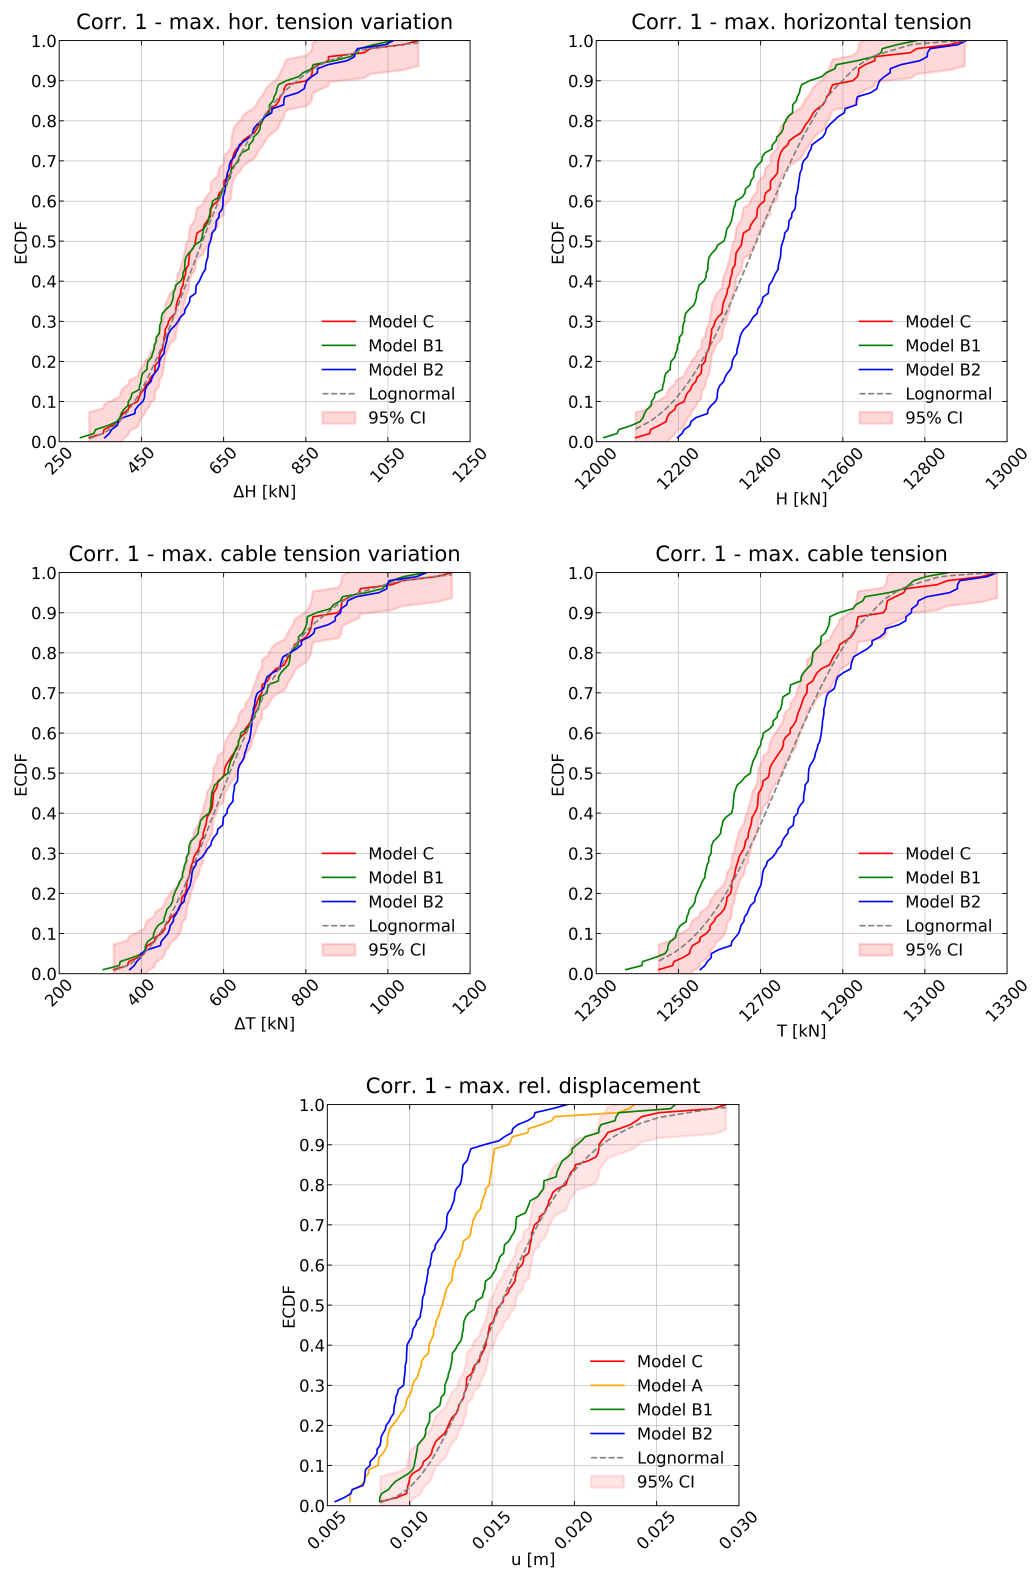 Corr. 1 - max. hor. tension variation
1.0
0.9
0.8
0.7
0.6
0.5
0.4
0.3
0.2
0.1
0.0
ECDF
Model C
Model B1
Model B2
Lognormal
95% CI
250 450 650 850 1050 1250
ΔH [kN]
Corr. 1 - max. horizontal tension
1.0
0.9
0.8
0.7
0.6
0.5
0.4
0.3
0.2
0.1
0.0
ECDF
Model C
Model B1
Model B2
Lognormal
95% CI
12000 12200 12400 12600 12800 13000
H [kN]
Corr. 1 - max. cable tension variation
1.0
0.9
0.8
0.7
0.6
0.5
0.4
0.3
0.2
0.1
0.0
ECDF
Model C
Model B1
Model B2
Lognormal
95% CI
200 400 600 800 1000 1200
ΔT [kN]
Corr. 1 - max. cable tension
1.0
0.9
0.8
0.7
0.6
0.5
0.4
0.3
0.2
0.1
0.0
ECDF
Model C
Model B1
Model B2
Lognormal
95% CI
12300 12500 12700 12900 13100 13300
T [kN]
Corr. 1 - max. rel. displacement
1.0
0.9
0.8
0.7
0.6
0.5
0.4
0.3
0.2
0.1
0.0
ECDF
Model C
Model A
Model B1
Model B2
Lognormal
95% CI
0.005 0.010 0.015 0.020 0.025 0.030
u [m]